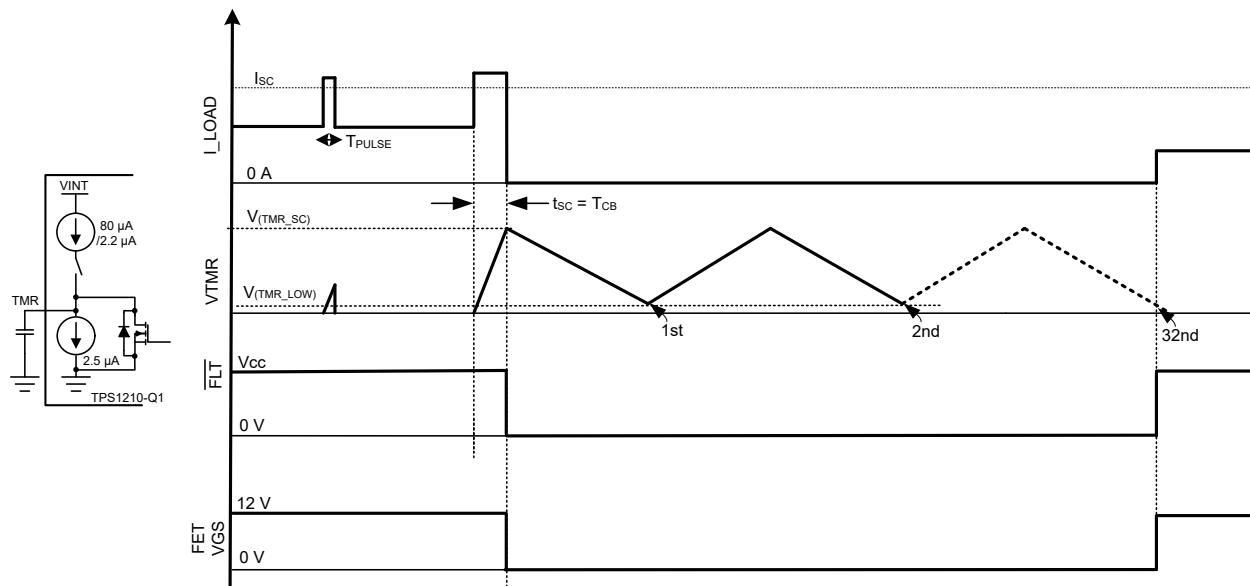 VINT
80 µA
/2.2 µA
TMR
2.5 µA
TPS1210-Q1
I_LOAD
ISC
TPULSE
0 A
tSC = TCB
VTMR
V(TMR_SC)
V(TMR_LOW)
1st
2nd
32nd
FLT
Vcc
0 V
FET
VGS
12 V
0 V